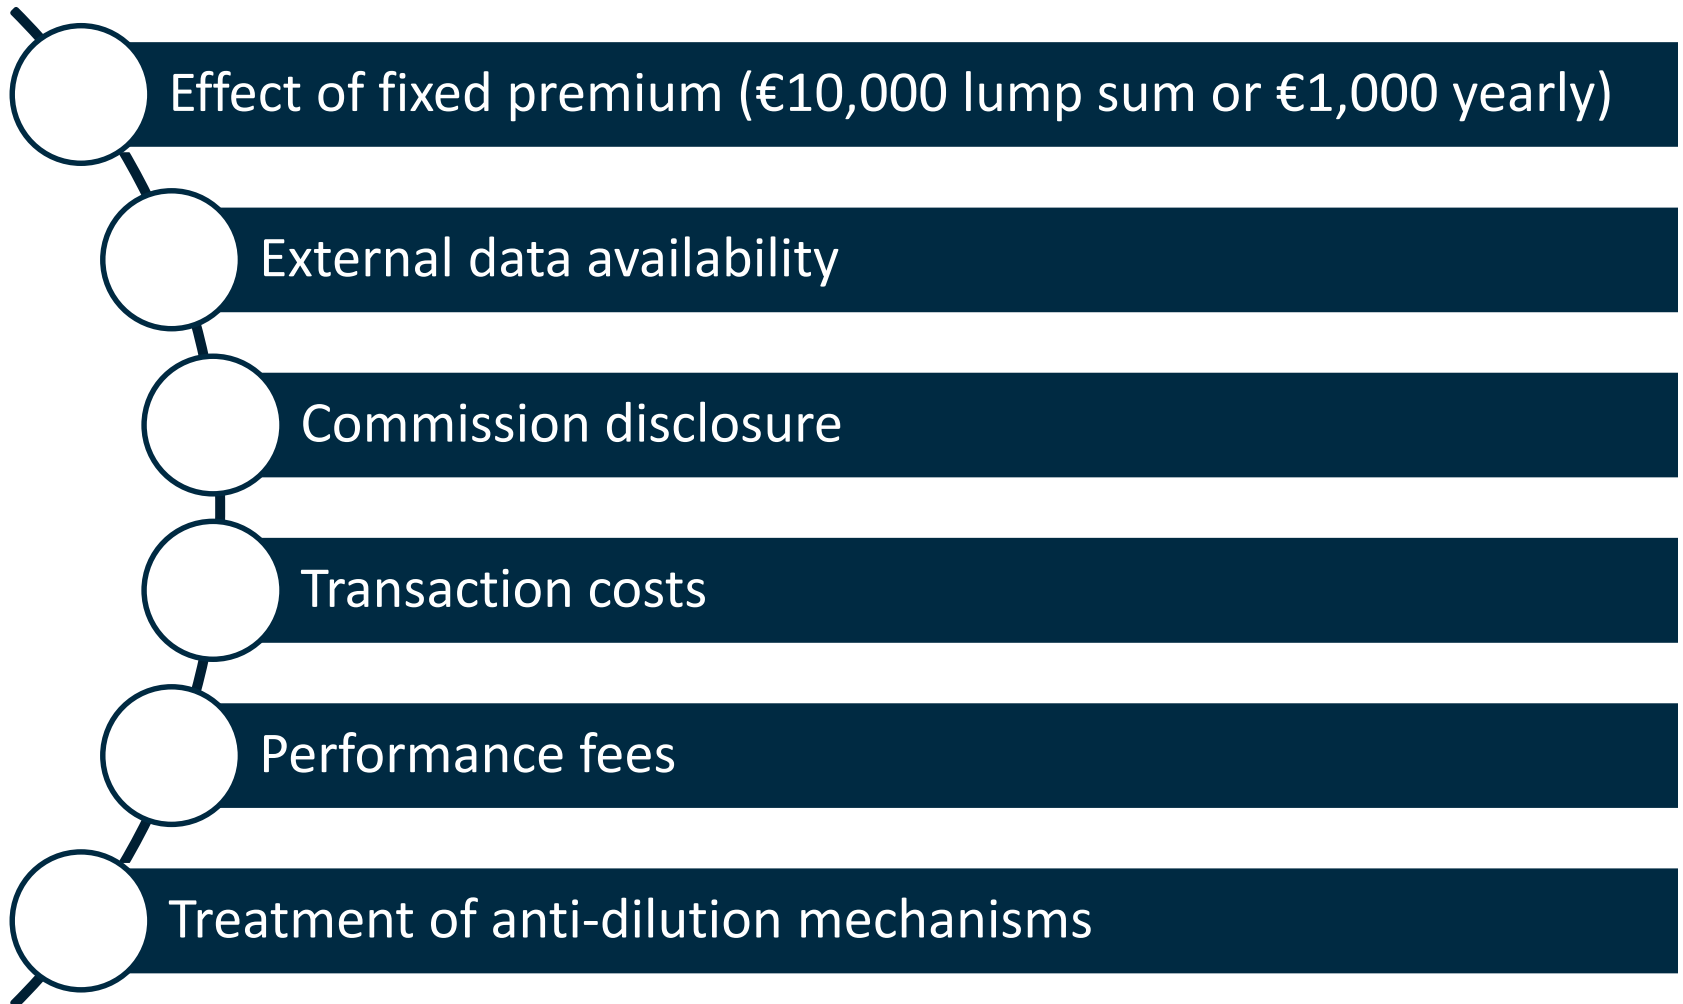 Effect of fixed premium (€10,000 lump sum or €1,000 yearly)
External data availability
Commission disclosure
Transaction costs
Performance fees
Treatment of anti-dilution mechanisms